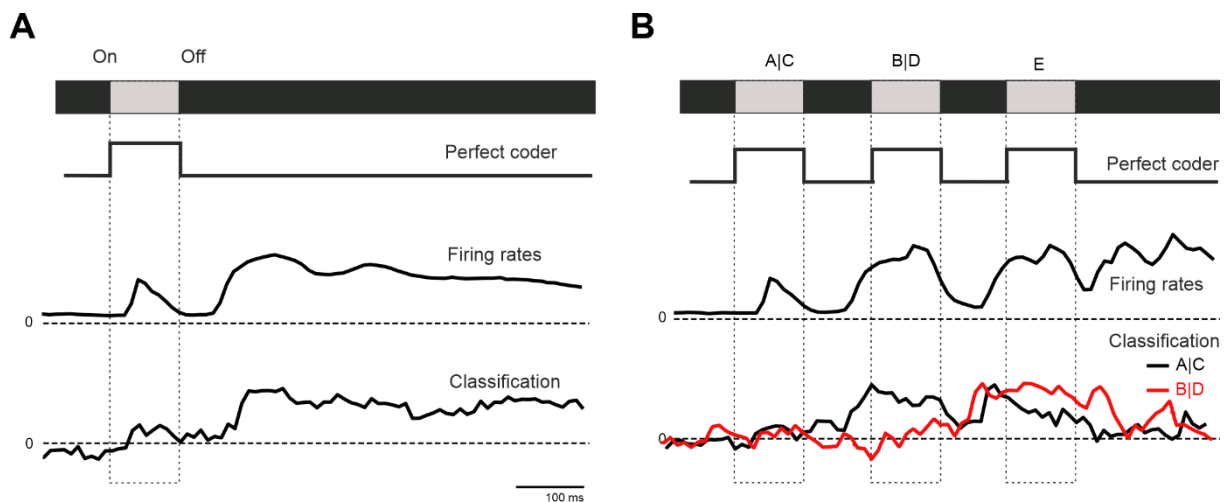 A
On Off
Perfect coder
Firing rates
0
Classification
0
100 ms
B
A|C B|D E
Perfect coder
Firing rates
0
Classification
A|C
B|D
0